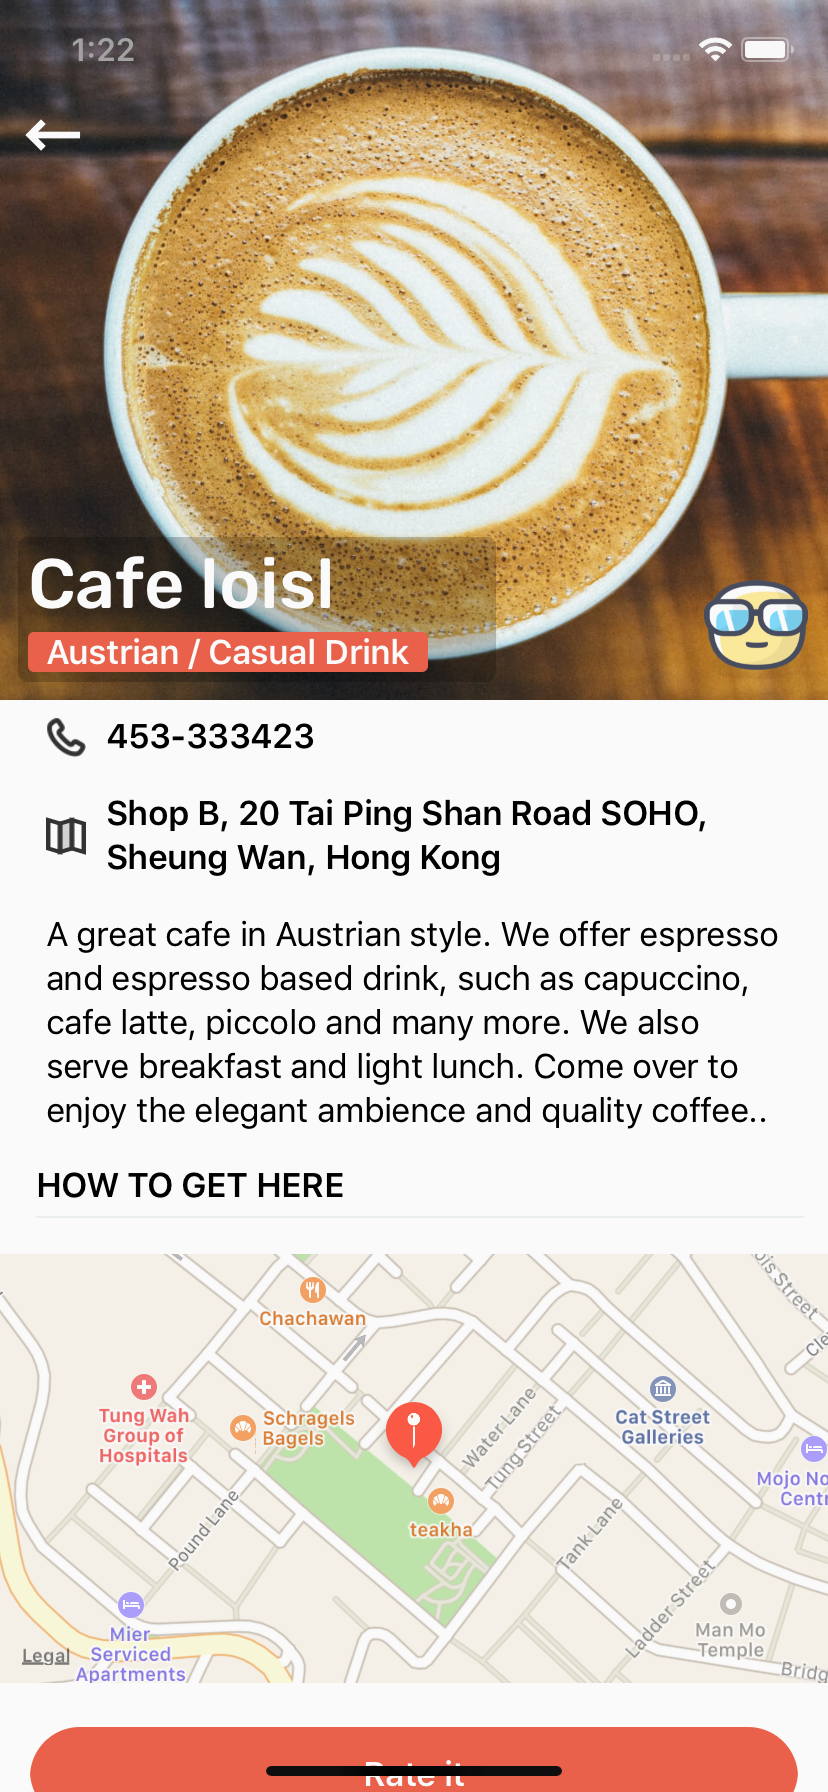 1:22
Cafe loisl
Austrian / Casual Drink
453-333423
Shop B, 20 Tai Ping Shan Road SOHO,
Sheung Wan, Hong Kong
A great cafe in Austrian style. We offer espresso
and espresso based drink, such as capuccino,
cafe latte, piccolo and many more. We also
serve breakfast and light lunch. Come over to
enjoy the elegant ambience and quality coffee..
HOW TO GET HERE
Chachawan
Tung Wah
Group of
Hospitals
Schragels
Bagels
Water Lane
Tung Street
Cat Street
Galleries
Street
Mojo
teakha
Pound Lane
Tank Lane
Ladder Street
Man Mo
Temple
Mier
Serviced
Apartments
Legal
Rate it